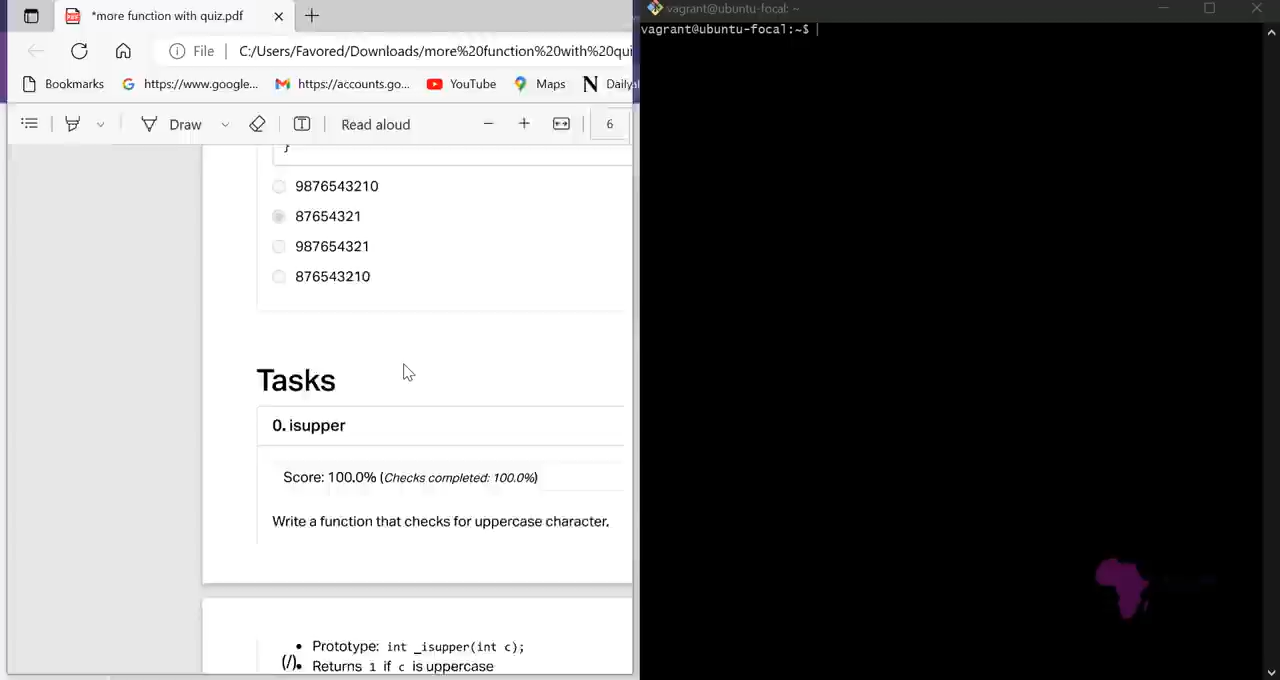 *more function with quiz.pdf
vagrant@ubuntu-focal: ~
vagrant@ubuntu-focal:~$
File
C:/Users/Favored/Downloads/more%20function%20with%20qui
Bookmarks
https://www.google...
https://accounts.go...
YouTube
Maps
Daily
Draw
Read aloud
6
}
9876543210
87654321
987654321
876543210
Tasks
0. isupper
Score: 100.0% (Checks completed: 100.0%)
Write a function that checks for uppercase character.
• Prototype: int _isupper(int c);
(/)• Returns 1 if c is uppercase